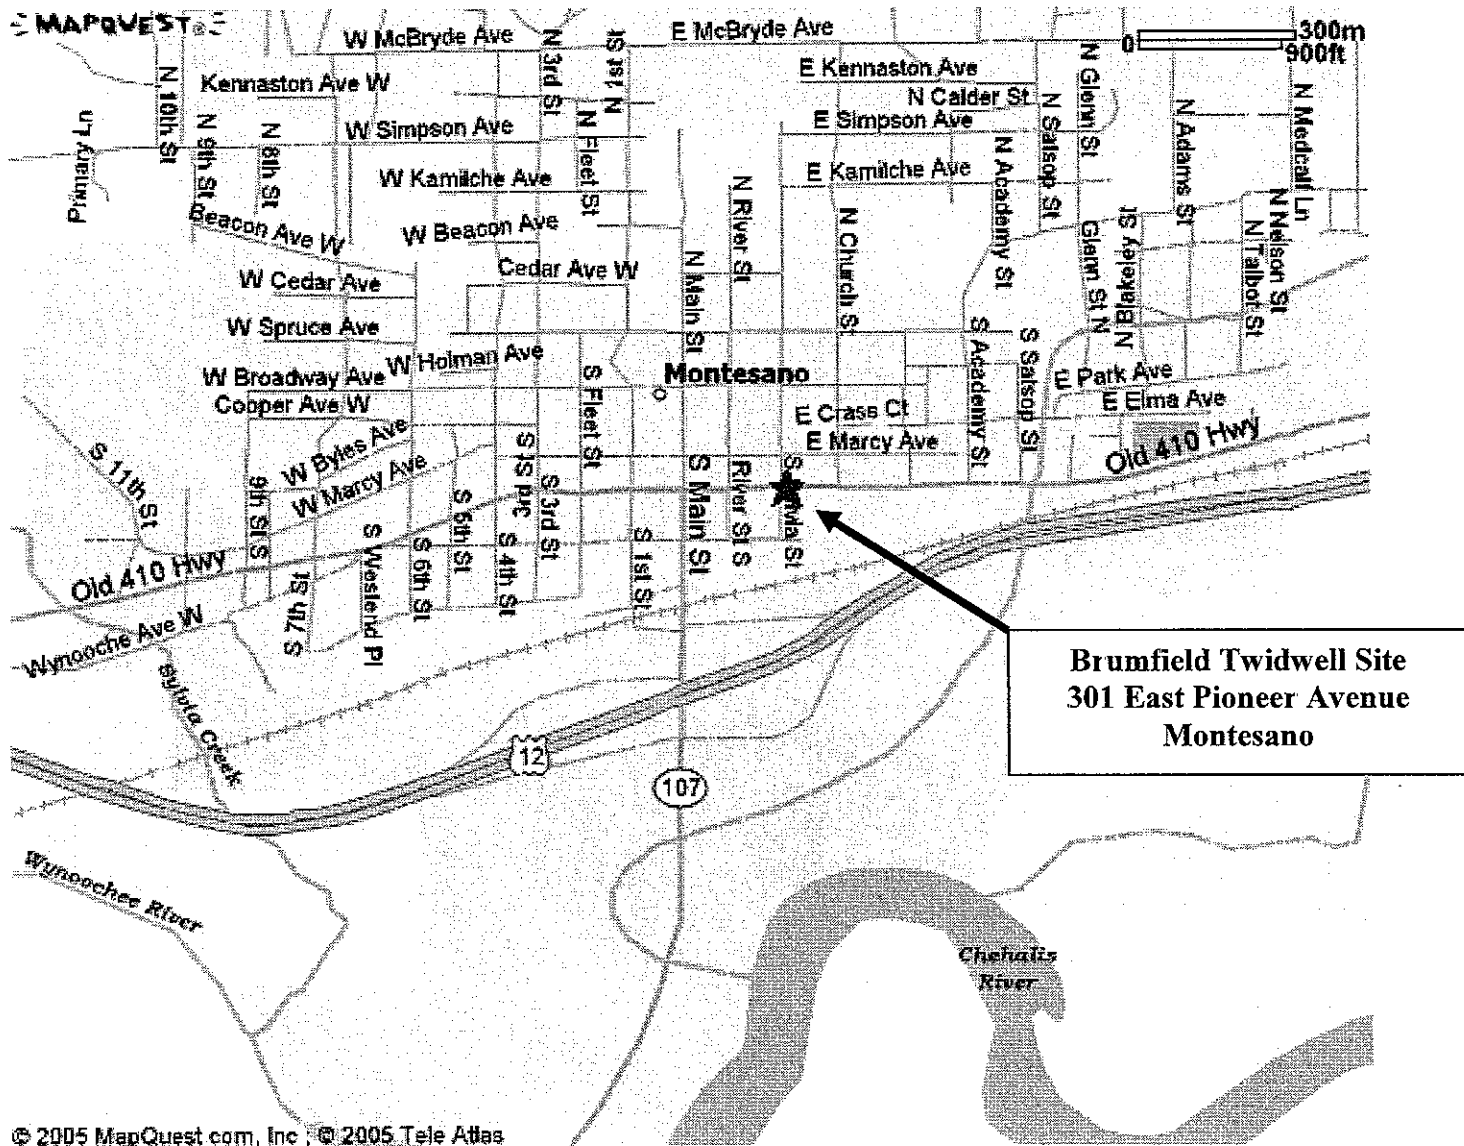 MAPQUEST
W McBryde Ave
E McBryde Ave
300m
0
900ft
N 3rd St
N 10th St
Kennaston Ave W
E Kennaston Ave
N Calder St
N Glenn St
N Medcalf Ln
N 9th St
N 8th St
W Simpson Ave
E Simpson Ave
N Fleet St
N Salsop St
N Adams St
Primary Ln
W Kamilche Ave
E Kamilche Ave
N Academy St
N River St
N Church St
Beacon Ave W
W Beacon Ave
Glenn St N
N Blakeley St
N Talbot St
N Nelson St
W Cedar Ave
Cedar Ave W
N Main St
W Spruce Ave
W Holman Ave
S Academy St
S Salsop St
W Broadway Ave
Montesano
E Park Ave
Cooper Ave W
S Fleet St
E Crass Ct
E Elma Ave
W Byles Ave
E Marcy Ave
Old 410 Hwy
S 11th St
W Marcy Ave
9th St S
S 5th St
S 3rd St
S 3rd St
S Main St
River St S
Old 410 Hwy
S Weslend Pl
S 6th St
S 4th St
S 1st St
S 7th St
Wynooche Ave W
Sylvia Creek
Brumfield Twidwell Site
301 East Pioneer Avenue
Montesano
12
107
Wynoochee River
Chehalis
River
© 2005 MapQuest.com, Inc.; © 2005 Tele Atlas